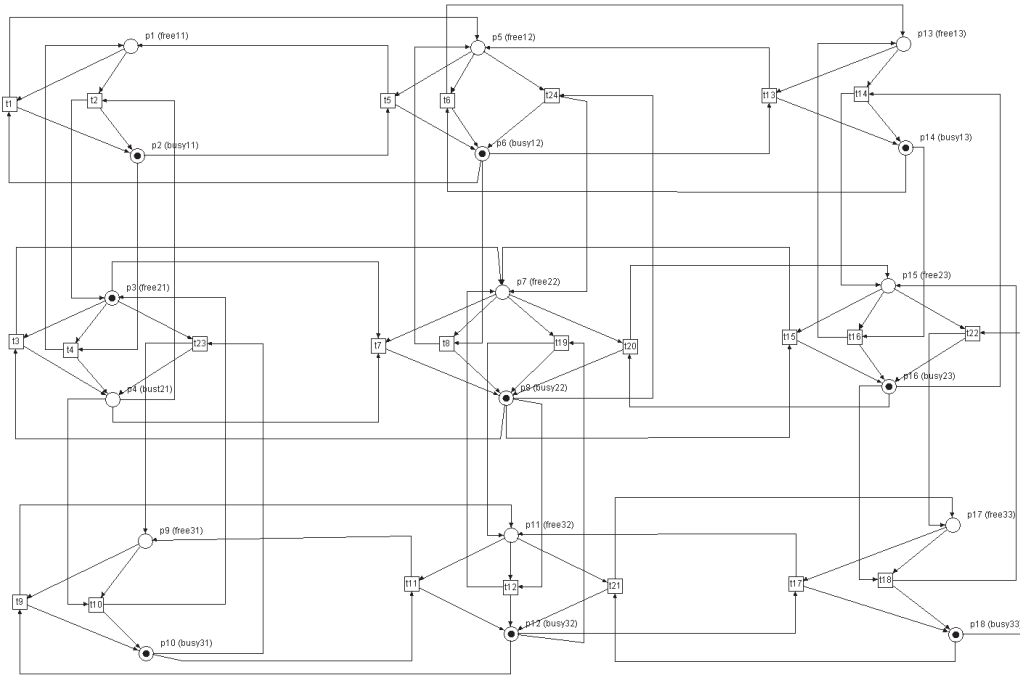 p13 (free13)
p1 (free11)
p5 (free12)
t1
t2
t5
t6
t24
t13
t14
p14 (busy13)
p2 (busy11)
p6 (busy12)
p3 (free21)
p7 (free22)
p15 (free23)
t3
t4
t23
t7
t8
t19
t20
t15
t16
t22
p4 (bust21)
p8 (busy22)
p16 (busy23)
p9 (free31)
p11 (free32)
p17 (free33)
t9
t10
t11
t12
t21
t17
t18
p10 (busy31)
p12 (busy32)
p18 (busy33)